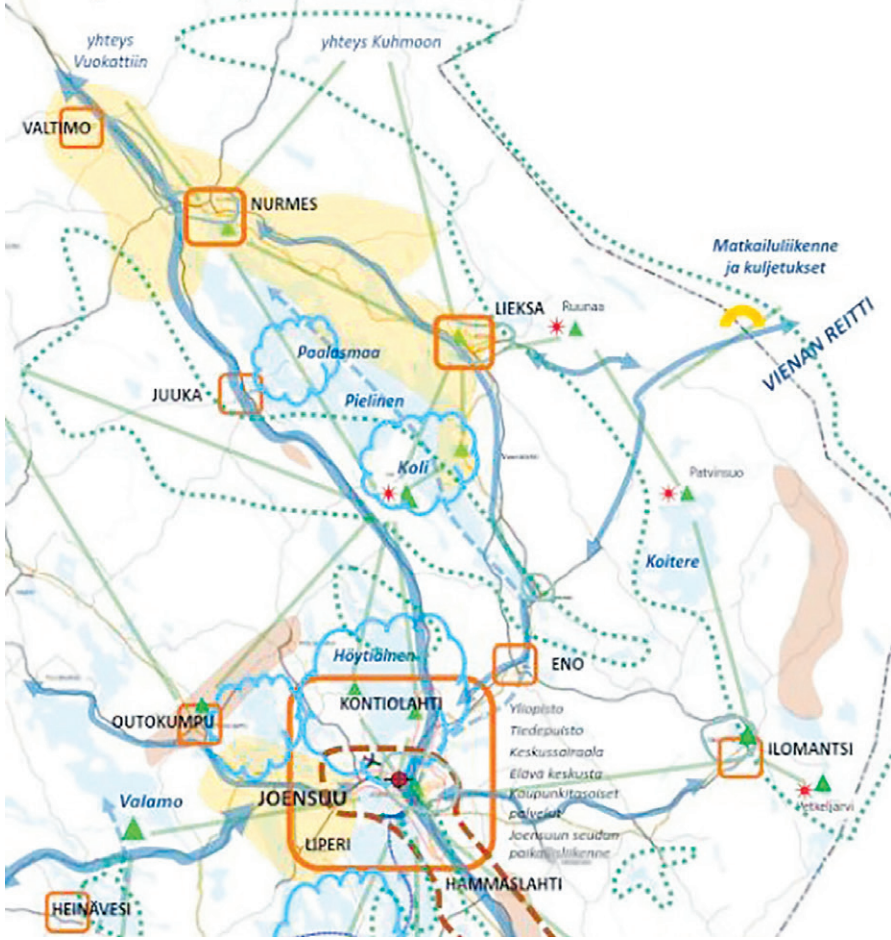 yhteys
Vuokattiin
yhteys Kuhmoon
VALTIMO
NURMES
Matkailuliikenne
ja kuljetukset
VIENAN REITTI
LIEKSA
Ruunaa
Paalasmaa
JUUKA
Pielinen
Koli
Patvinsuo
Koitere
Höytiäinen
ENO
KONTIOLAHTI
OUTOKUMPU
Yliopisto
Tiedepuisto
Keskussairaala
Elävä keskusta
Kaupunkitasoiset
palvelut
Joensuun seudun
paikallisliikenne
ILOMANTSI
Petkeljärvi
Valamo
JOENSUU
LIPERI
HAMMASLAHTI
HEINÄVESI